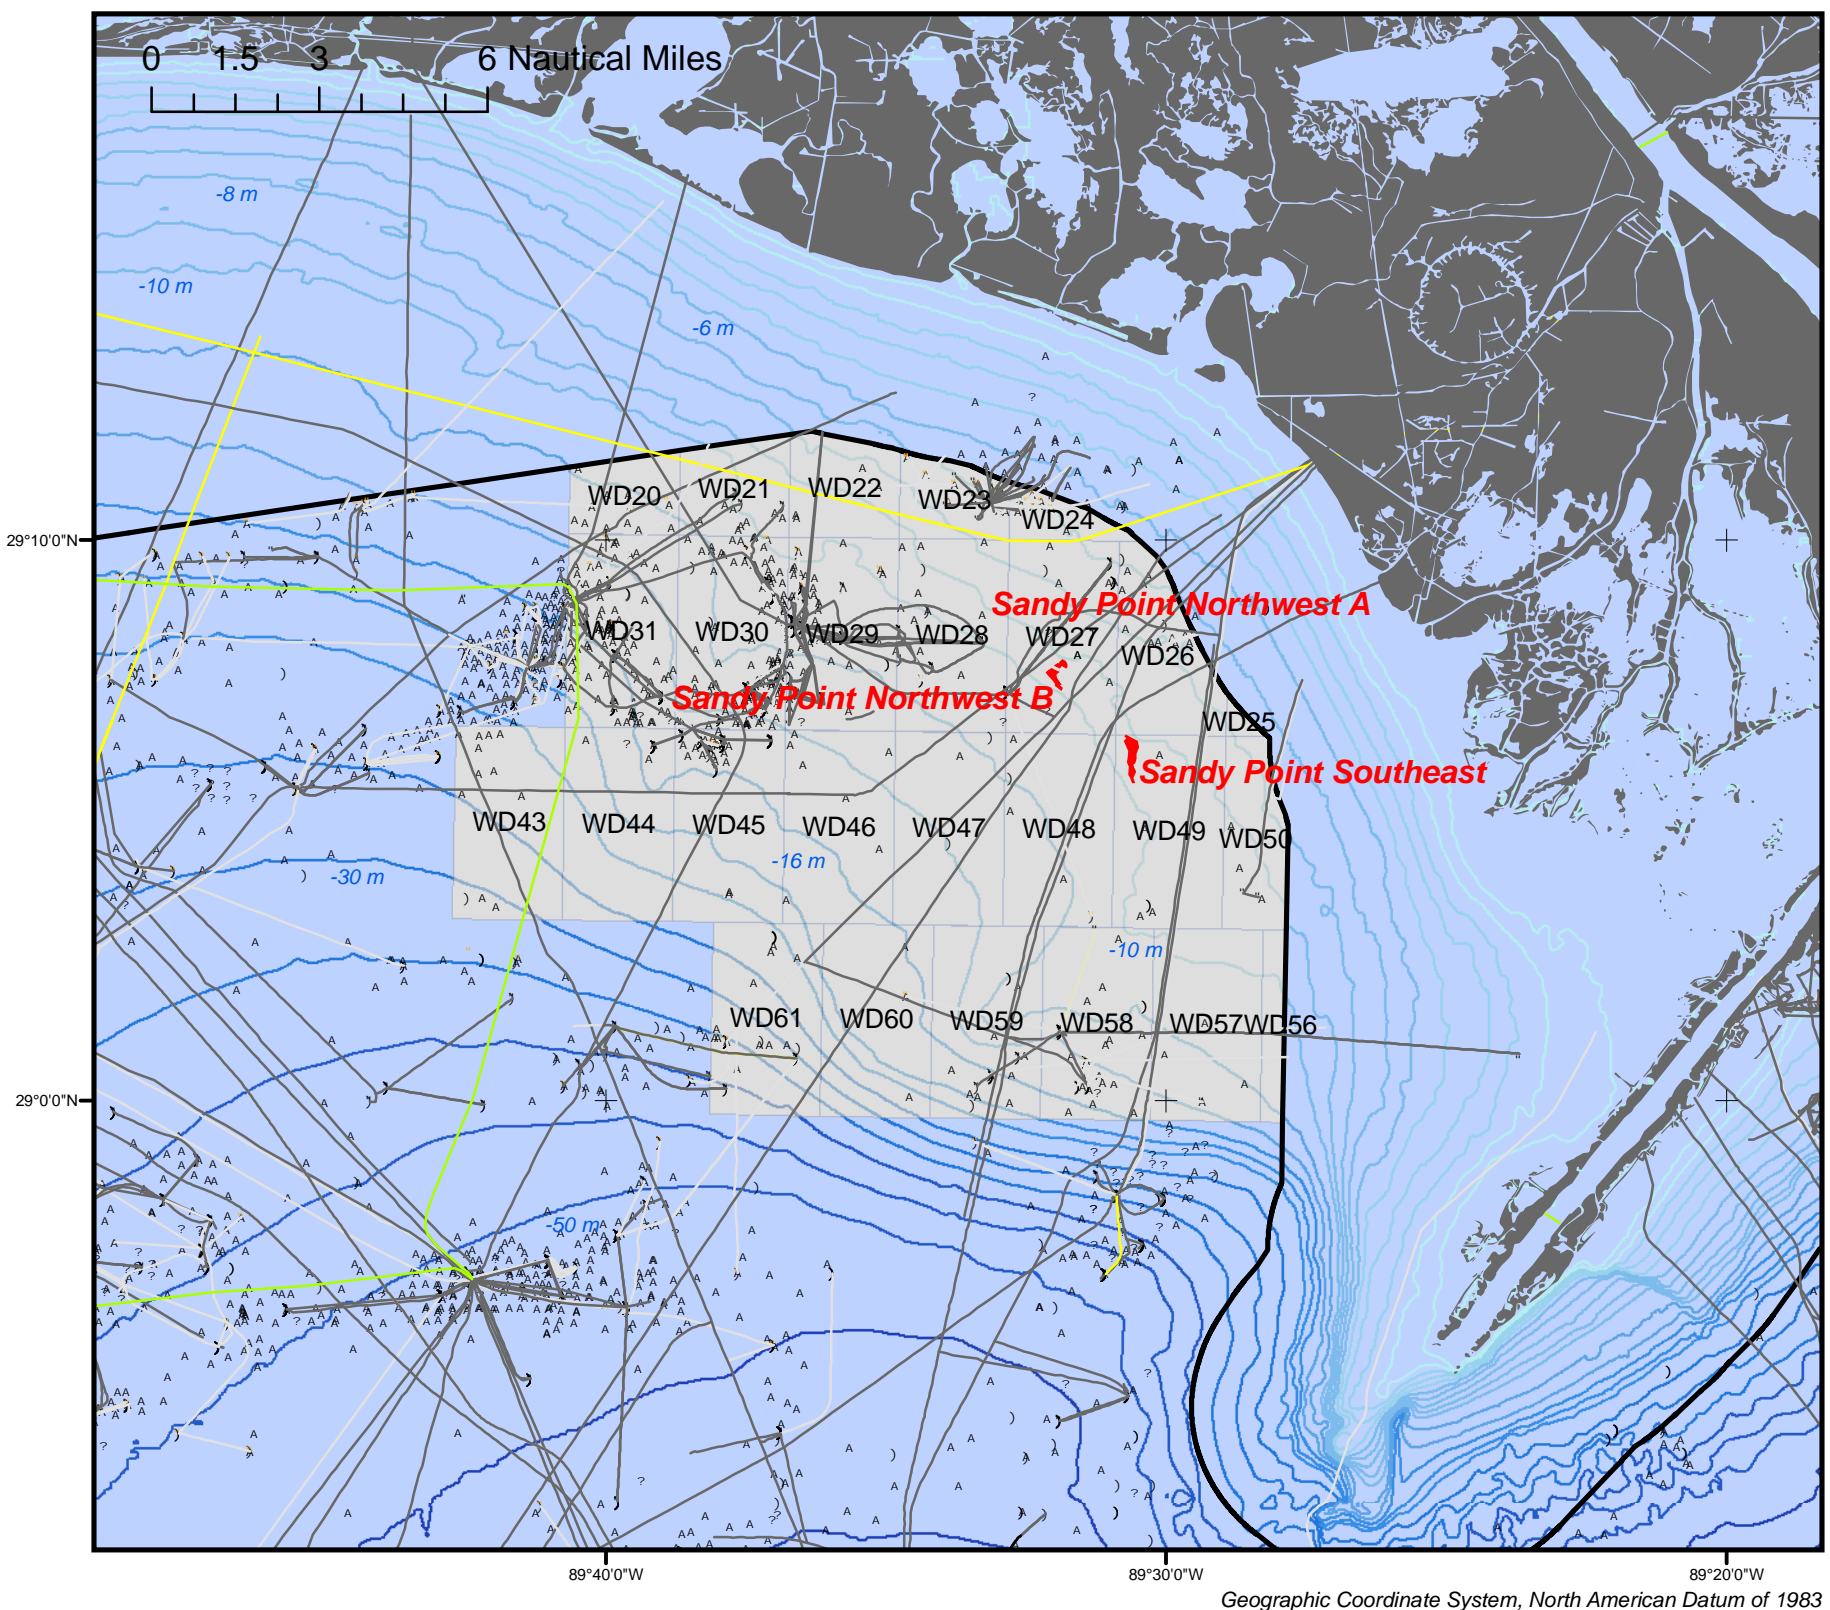 0 1.5 3 6 Nautical Miles
-8 m
-10 m
-6 m
WD20 WD21 WD22 WD23 WD24
29°10'0"N
Sandy Point Northwest A
WD31 WD30 WD29 WD28 WD27 WD26
Sandy Point Northwest B
WD25
Sandy Point Southeast
WD43 WD44 WD45 WD46 WD47 WD48 WD49 WD50
-16 m
-30 m
-10 m
WD61 WD60 WD59 WD58 WD57 WD56
29°0'0"N
-50 m
89°40'0"W 89°30'0"W 89°20'0"W
Geographic Coordinate System, North American Datum of 1983